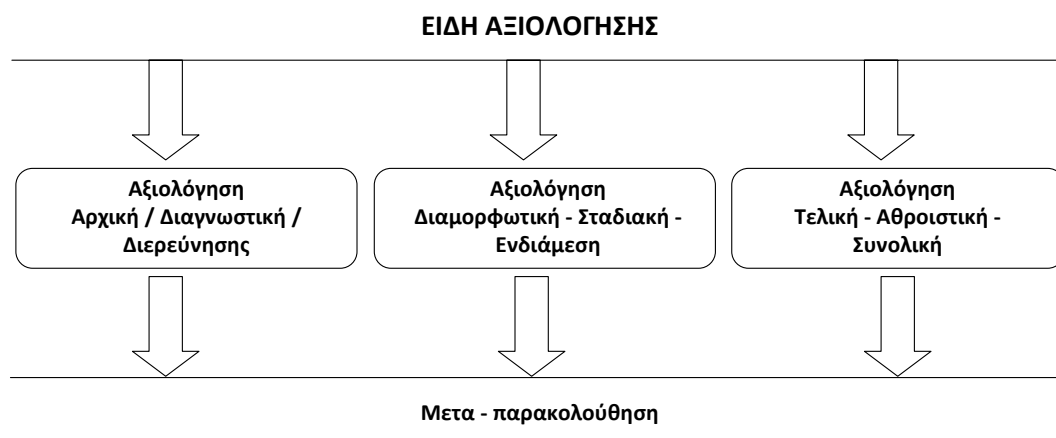 ΕΙΔΗ ΑΞΙΟΛΟΓΗΣΗΣ
Αξιολόγηση
Αρχική / Διαγνωστική /
Διερεύνησης
Αξιολόγηση
Διαμορφωτική - Σταδιακή -
Ενδιάμεση
Αξιολόγηση
Τελική - Αθροιστική -
Συνολική
Μετα - παρακολούθηση